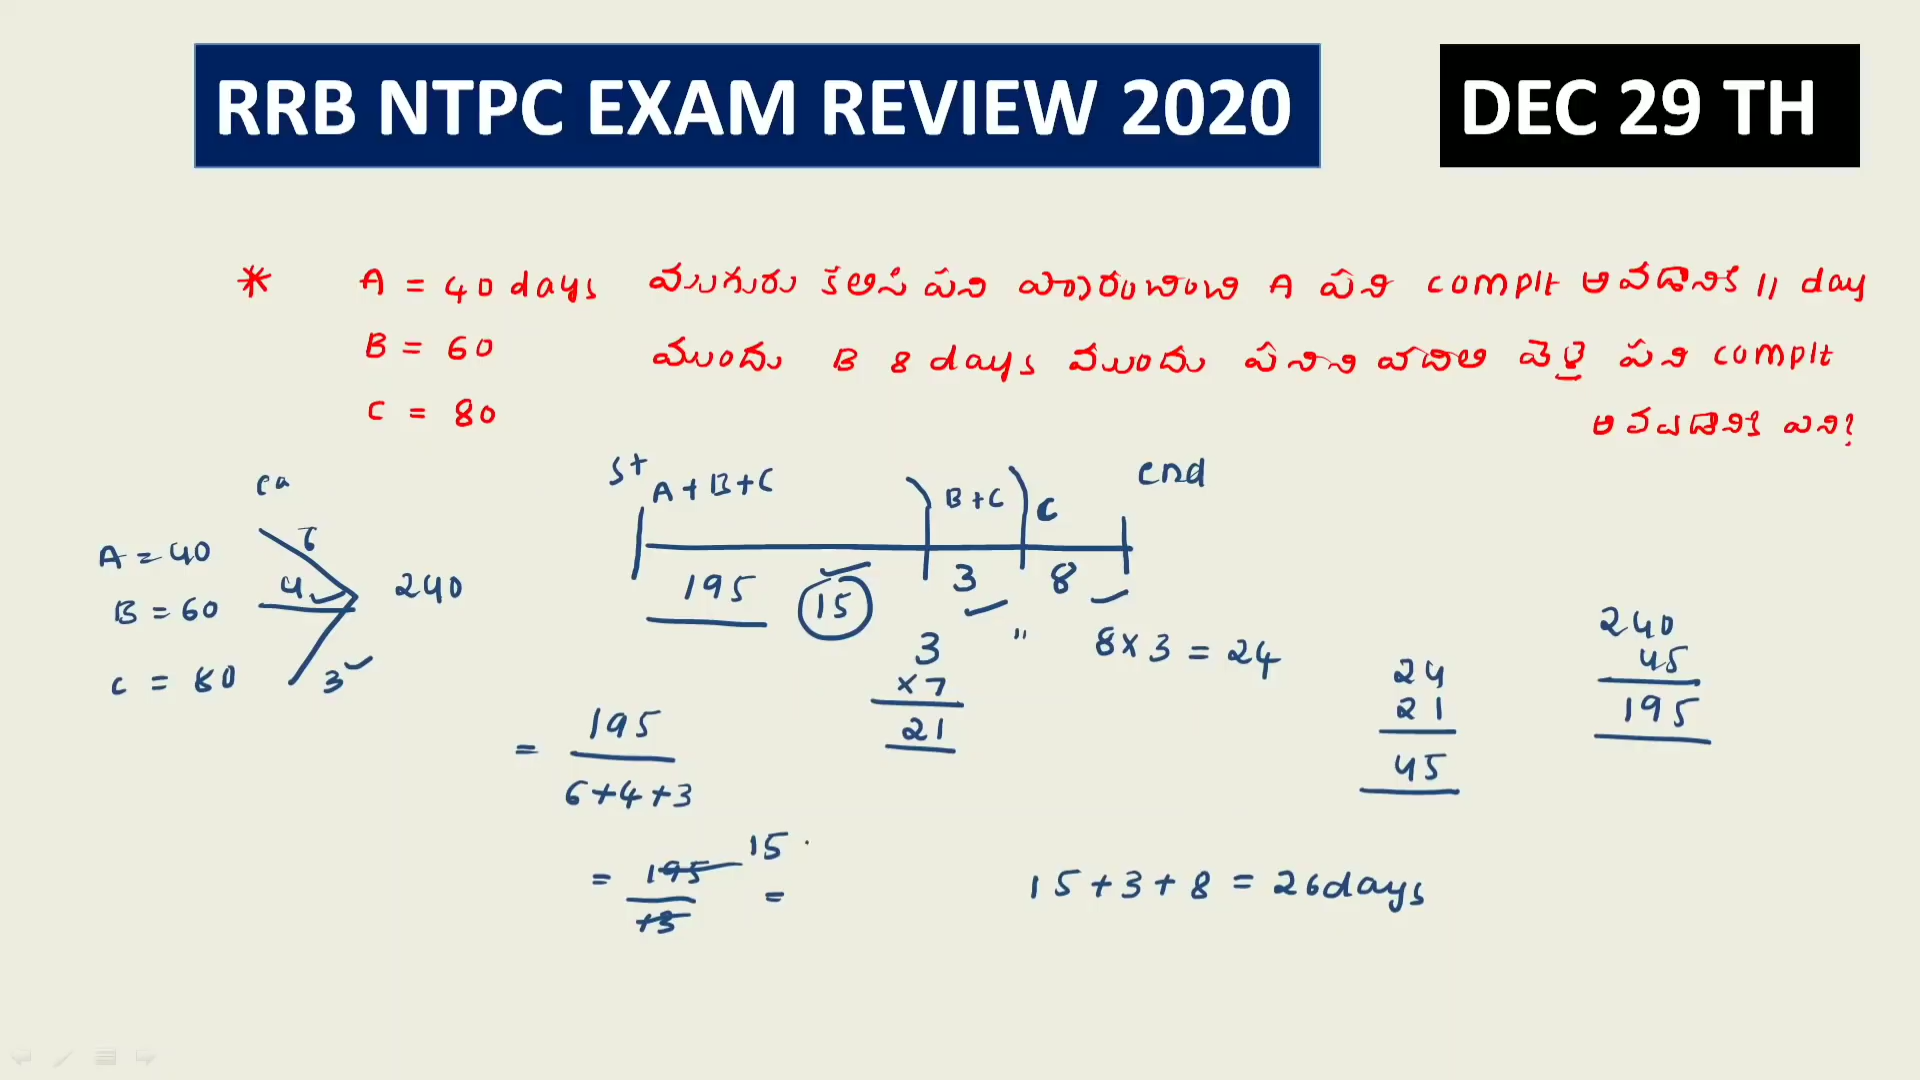 RRB NTPC EXAM REVIEW 2020
DEC 29 TH
* A = 40 days ముగురు కలిసి పని ప్రారంభించి A పని complt అవడానికి 11 day
B = 60 ముందు B 8 days ముందు పనిని వదిలి వెళ్తే పని complt
C = 80 అవడానికి ఎన్ని?
st A+B+C B+C C end
A = 40 6
B = 60 4 240
C = 80 3
195 15 3 8
3 " 8×3 = 24
×7
21
24
21
45
240
45
195
= 195
6+4+3
= 195 15
13 =
15+3+8 = 26days